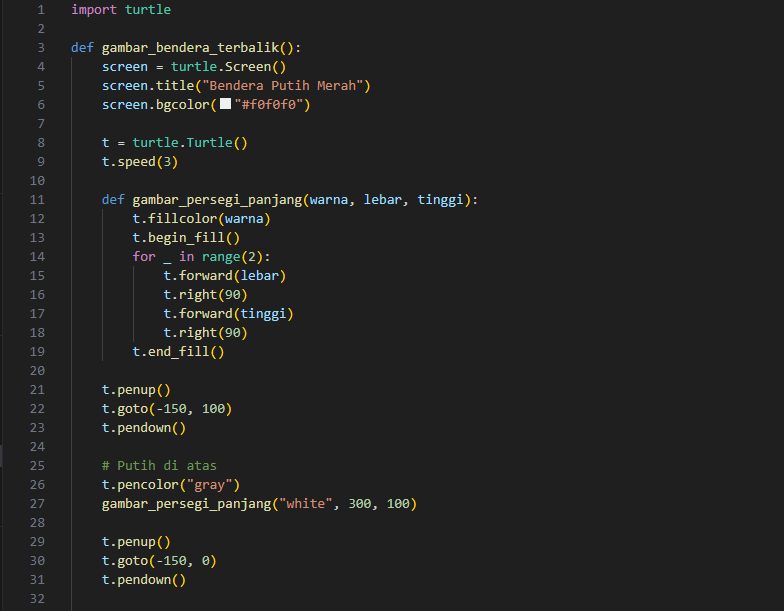 1 import turtle
2
3 def gambar_bendera_terbalik():
4     screen = turtle.Screen()
5     screen.title("Bendera Putih Merah")
6     screen.bgcolor("#f0f0f0")
7
8     t = turtle.Turtle()
9     t.speed(3)
10
11     def gambar_persegi_panjang(warna, lebar, tinggi):
12         t.fillcolor(warna)
13         t.begin_fill()
14         for _ in range(2):
15             t.forward(lebar)
16             t.right(90)
17             t.forward(tinggi)
18             t.right(90)
19         t.end_fill()
20
21     t.penup()
22     t.goto(-150, 100)
23     t.pendown()
24
25     # Putih di atas
26     t.pencolor("gray")
27     gambar_persegi_panjang("white", 300, 100)
28
29     t.penup()
30     t.goto(-150, 0)
31     t.pendown()
32